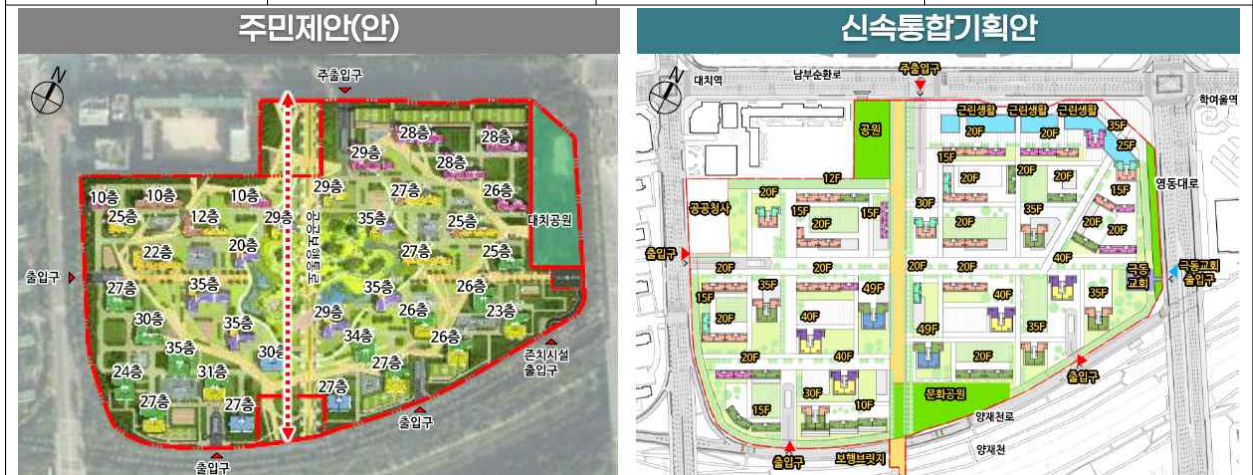 주민제안(안)
N
주출입구
28층
28층
29층
28층
10층
10층
10층
29층
27층
26층
대치공원
25층
12층
29층
35층
25층
22층
20층
공공보행통로
27층
25층
출입구
27층
35층
35층
26층
30층
35층
29층
26층
23층
35층
30층
34층
26층
24층
31층
27층
존치시설
출입구
27층
27층
27층
출입구
출입구
신속통합기획안
N
대치역
남부순환로
주출입구
학여울역
공원
근린생활
근린생활
근린생활
20F
20F
35F
25F
15F
20F
20F
20F
12F
15F
영동대로
공공청사
20F
15F
20F
15F
30F
20F
35F
20F
20F
출입구
20F
20F
20F
20F
40F
극동
교회
극동교회
출입구
15F
35F
49F
40F
35F
20F
40F
49F
35F
20F
40F
20F
출입구
15F
30F
10F
문화공원
양재천로
양재천
출입구
보행브릿지